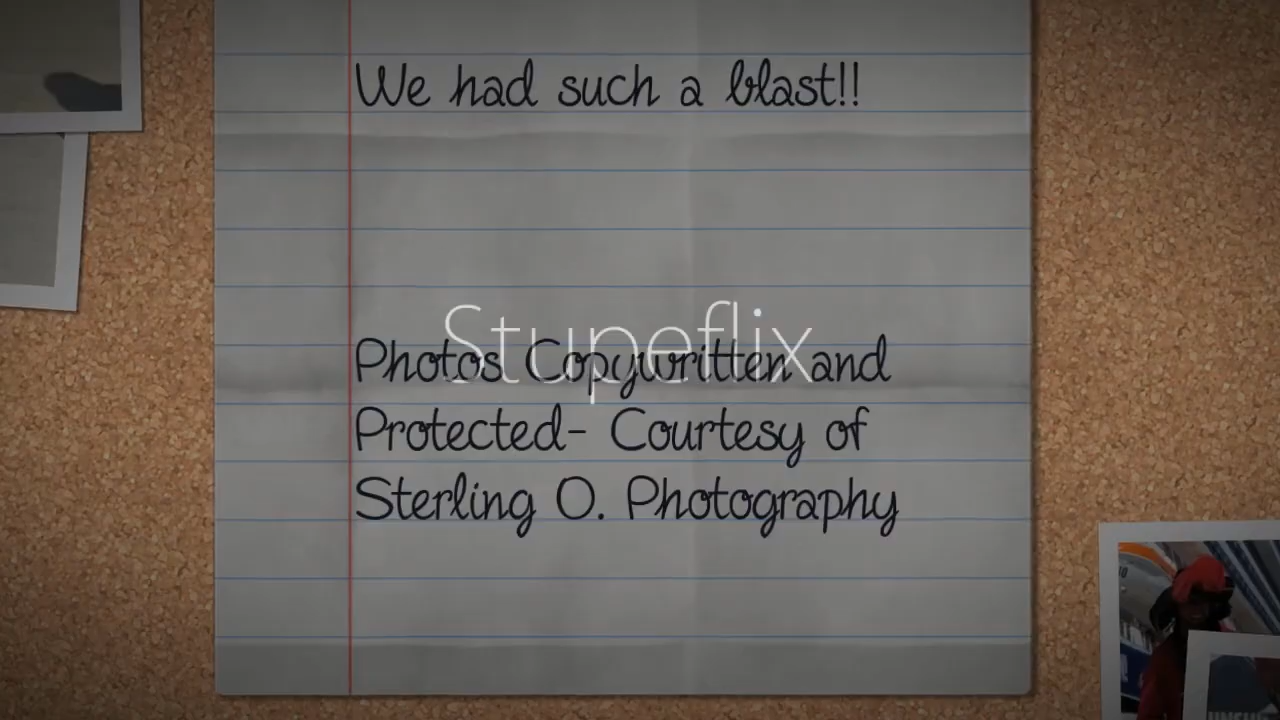 We had such a blast!!
Stupeflix
Photos Copywritten and
Protected- Courtesy of
Sterling O. Photography